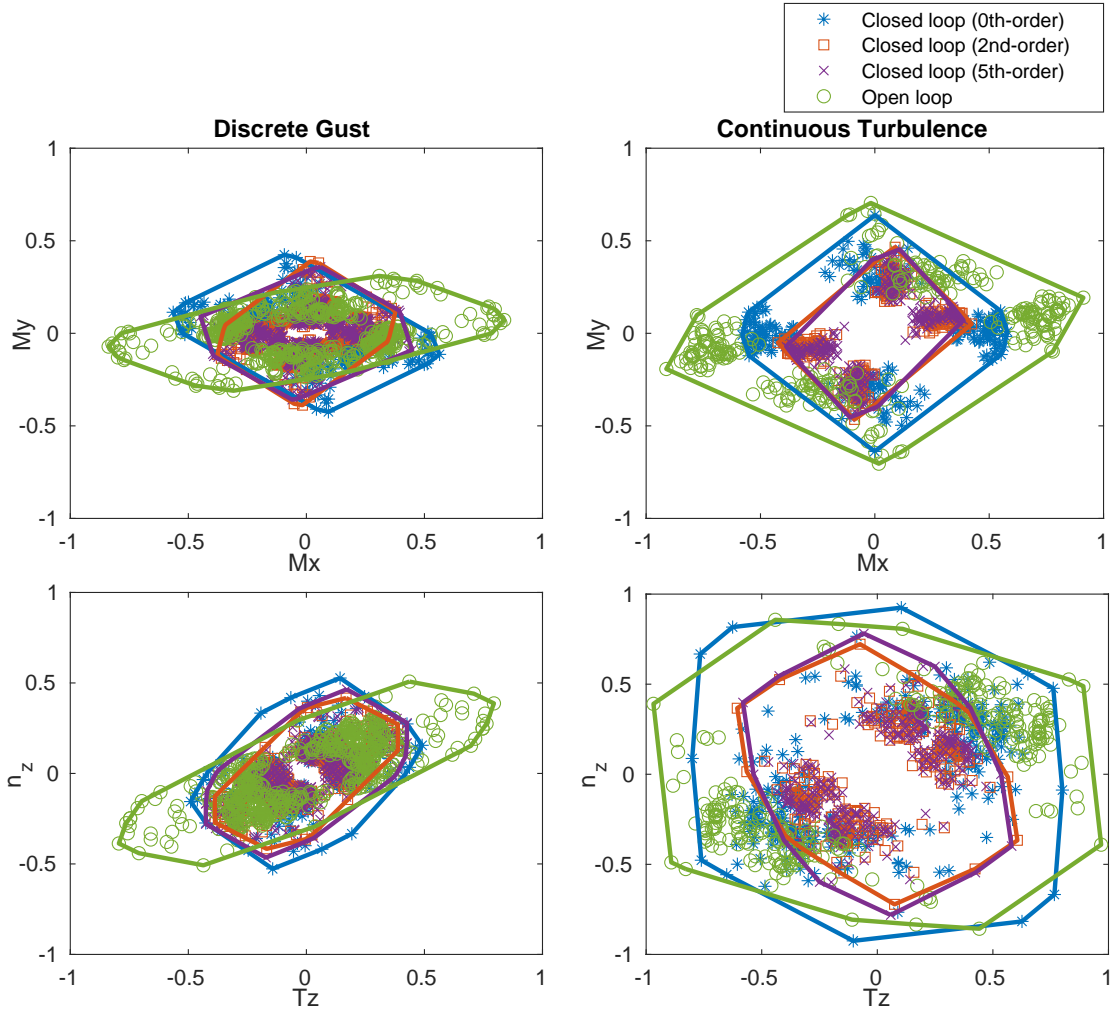 Closed loop (0th-order)
Closed loop (2nd-order)
Closed loop (5th-order)
Open loop
Discrete Gust
Continuous Turbulence
1
0.5
0
-0.5
-1
My
-1
-0.5
0
0.5
1
Mx
1
0.5
0
-0.5
-1
My
-1
-0.5
0
0.5
1
Mx
1
0.5
0
-0.5
-1
n_z
-1
-0.5
0
0.5
1
Tz
1
0.5
0
-0.5
-1
n_z
-1
-0.5
0
0.5
1
Tz